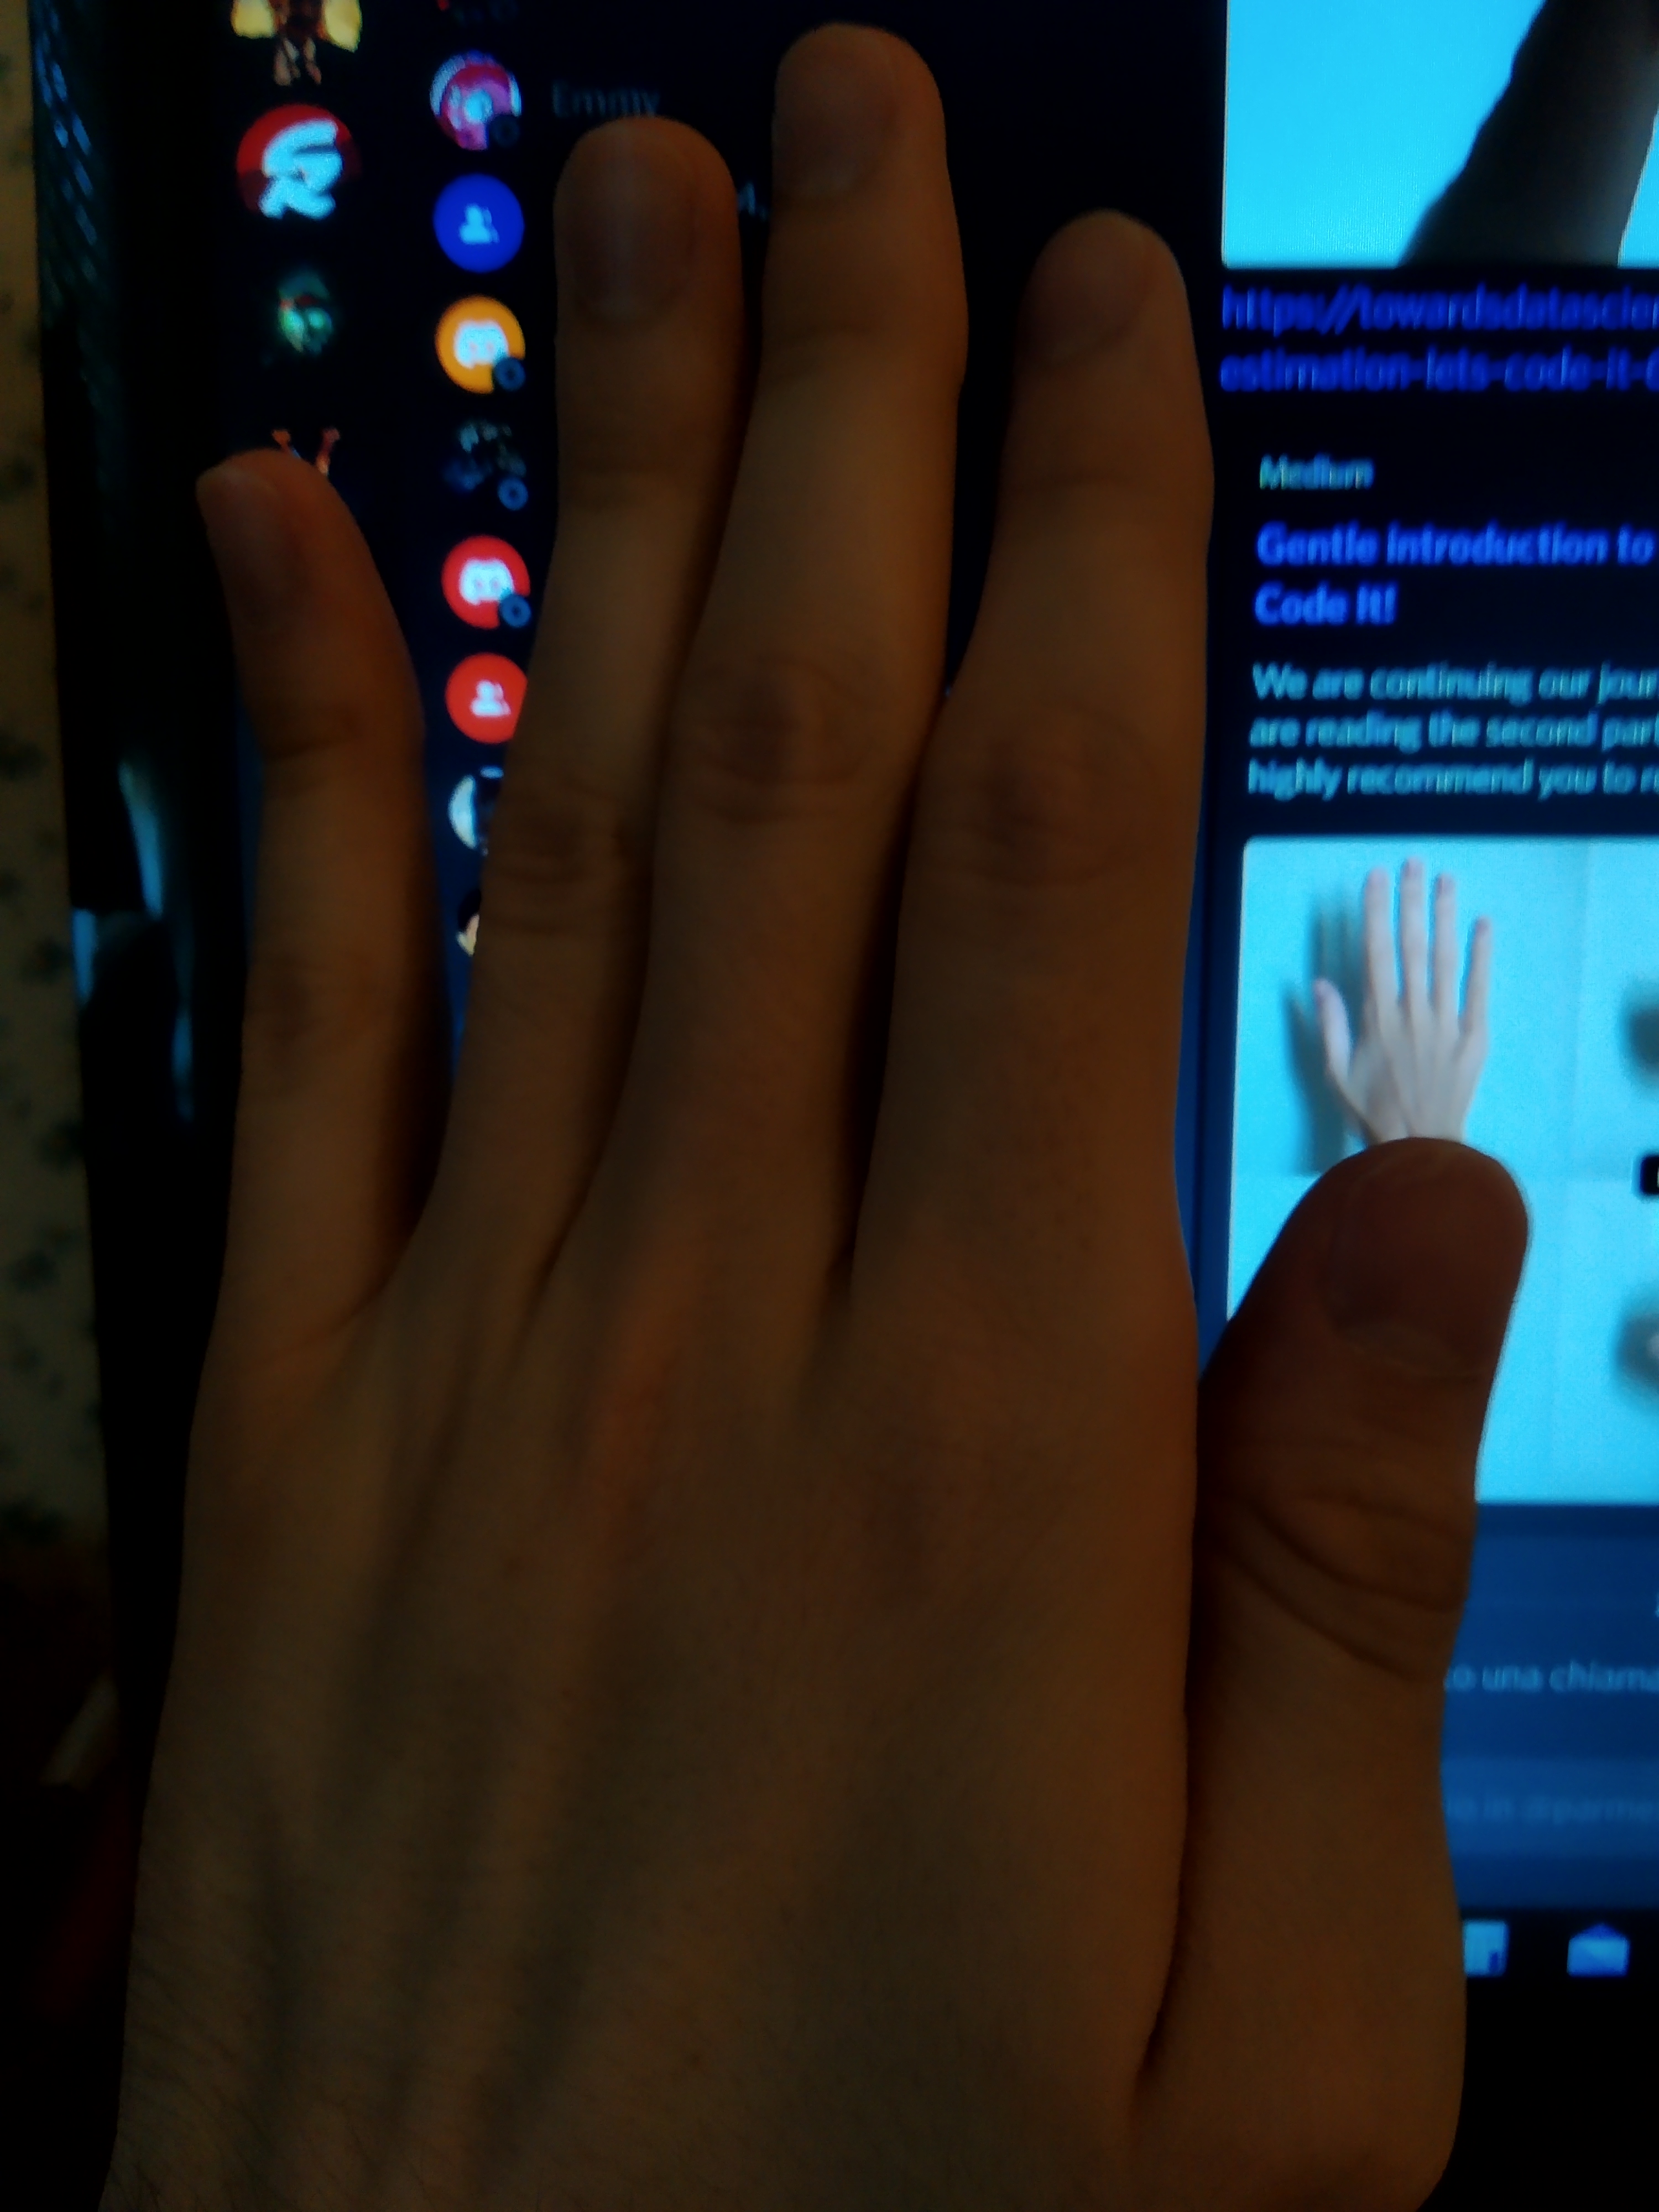 Emmy
https://towardsdatascien
estimation-lets-code-it-
Medium
Gentle introduction to
Code It!
We are continuing our jour
are reading the second part
highly recommend you to r
una chiama